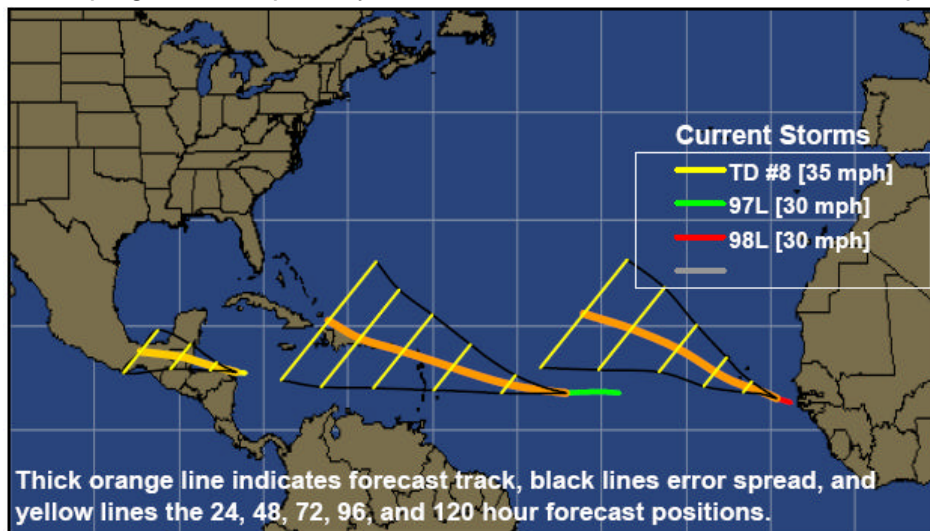 Current Storms
TD #8 [35 mph]
97L [30 mph]
98L [30 mph]
Thick orange line indicates forecast track, black lines error spread, and
yellow lines the 24, 48, 72, 96, and 120 hour forecast positions.